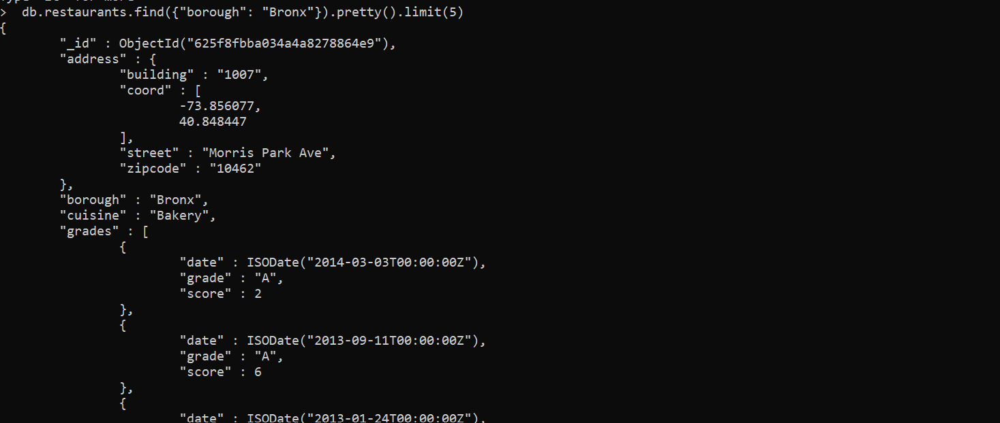 > db.restaurants.find({"borough": "Bronx"}).pretty().limit(5)
{
"_id" : ObjectId("625f8fbba034a4a8278864e9"),
"address" : {
"building" : "1007",
"coord" : [
-73.856077,
40.848447
],
"street" : "Morris Park Ave",
"zipcode" : "10462"
},
"borough" : "Bronx",
"cuisine" : "Bakery",
"grades" : [
{
"date" : ISODate("2014-03-03T00:00:00Z"),
"grade" : "A",
"score" : 2
},
{
"date" : ISODate("2013-09-11T00:00:00Z"),
"grade" : "A",
"score" : 6
},
{
"date" : ISODate("2013-01-24T00:00:00Z"),